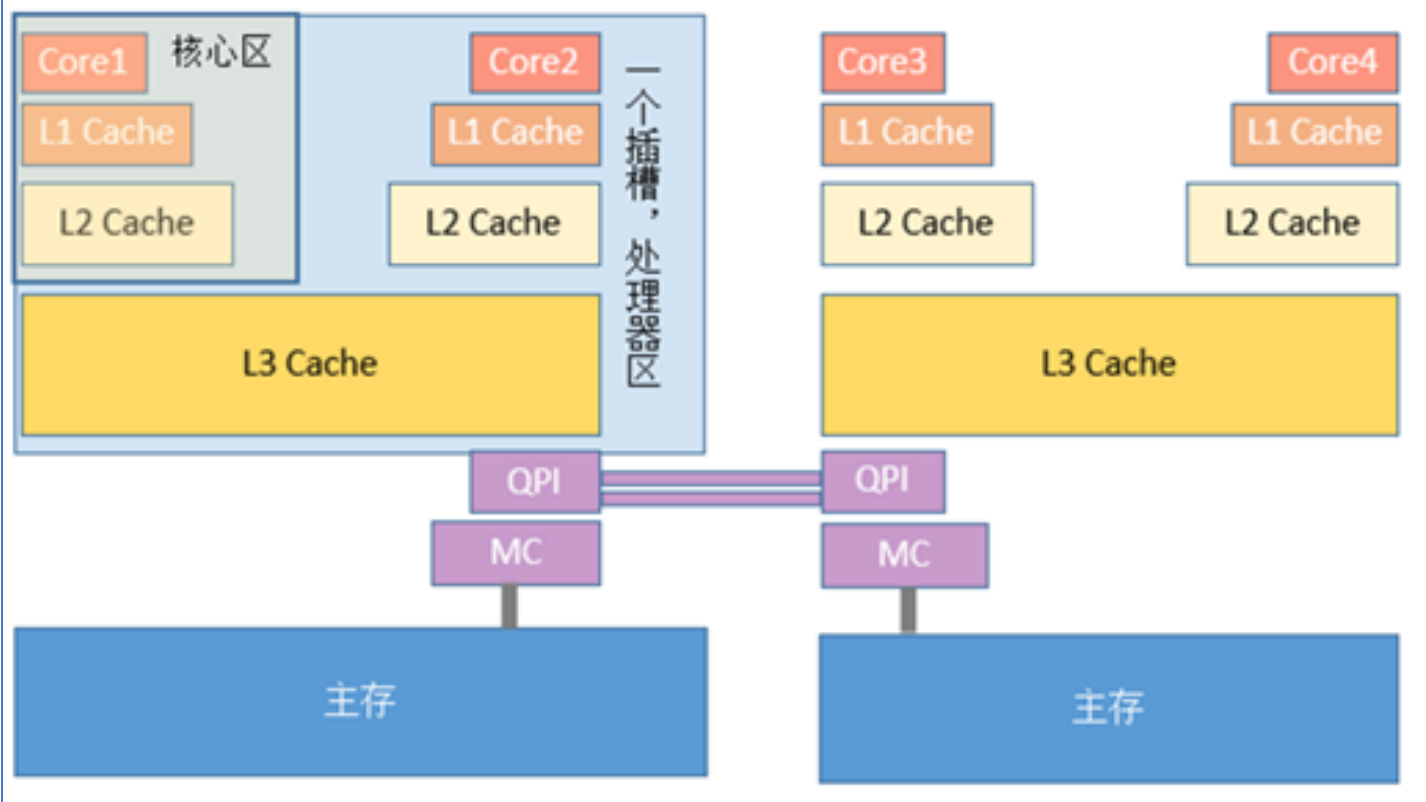 Core1
核心区
Core2
Core3
Core4
L1 Cache
L1 Cache
L1 Cache
L1 Cache
L2 Cache
L2 Cache
L2 Cache
L2 Cache
一个插槽，处理器区
L3 Cache
L3 Cache
QPI
QPI
MC
MC
主存
主存